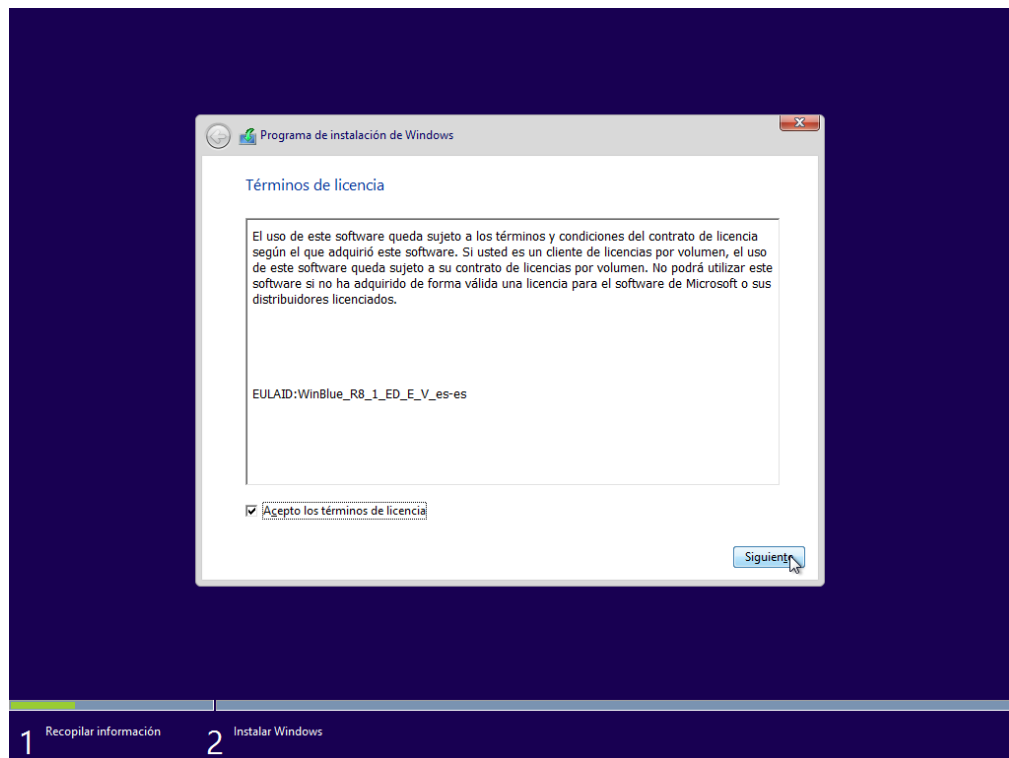 Programa de instalación de Windows
Términos de licencia
El uso de este software queda sujeto a los términos y condiciones del contrato de licencia
según el que adquirió este software. Si usted es un cliente de licencias por volumen, el uso
de este software queda sujeto a su contrato de licencias por volumen. No podrá utilizar este
software si no ha adquirido de forma válida una licencia para el software de Microsoft o sus
distribuidores licenciados.
EULAID:WinBlue_R8_1_ED_E_V_es-es
Acepto los términos de licencia
Siguiente
1 Recopilar información
2 Instalar Windows